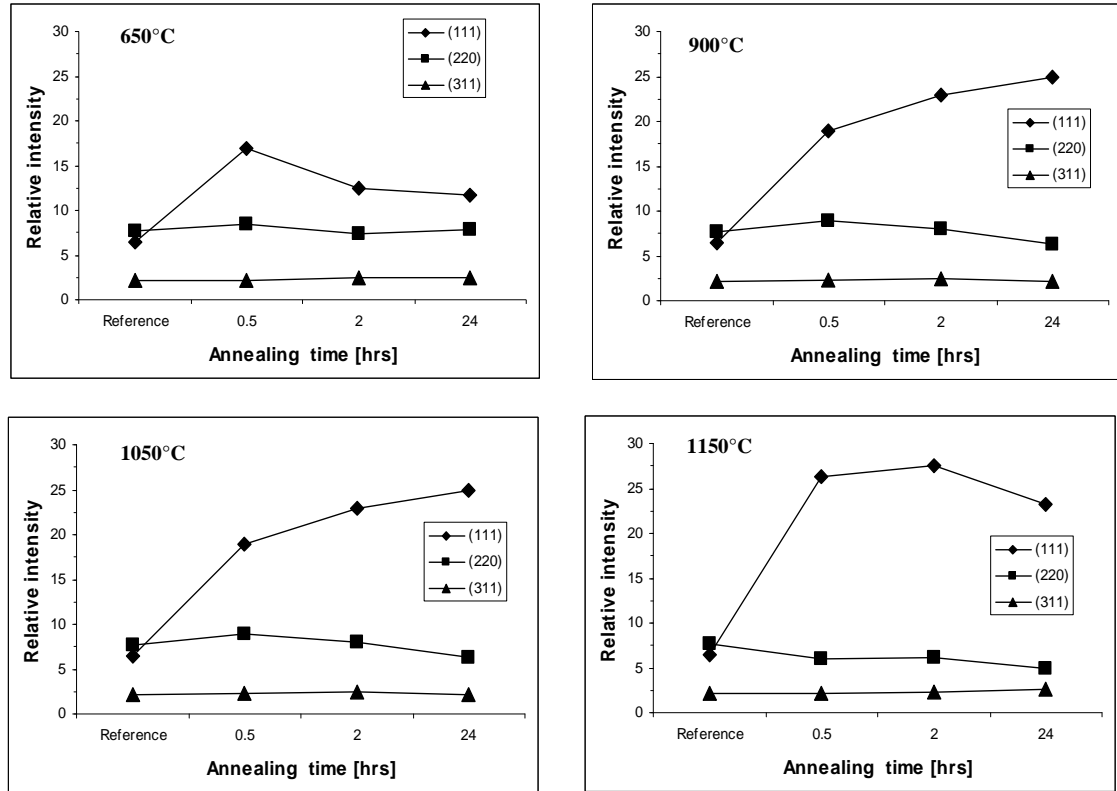 650°C
Relative intensity
30
25
20
15
10
5
0
(111)
(220)
(311)
Reference 0.5 2 24
Annealing time [hrs]
900°C
Relative intensity
30
25
20
15
10
5
0
(111)
(220)
(311)
Reference 0.5 2 24
Annealing time [hrs]
1050°C
Relative intensity
30
25
20
15
10
5
0
(111)
(220)
(311)
Reference 0.5 2 24
Annealing time [hrs]
1150°C
Relative intensity
30
25
20
15
10
5
0
(111)
(220)
(311)
Reference 0.5 2 24
Annealing time [hrs]